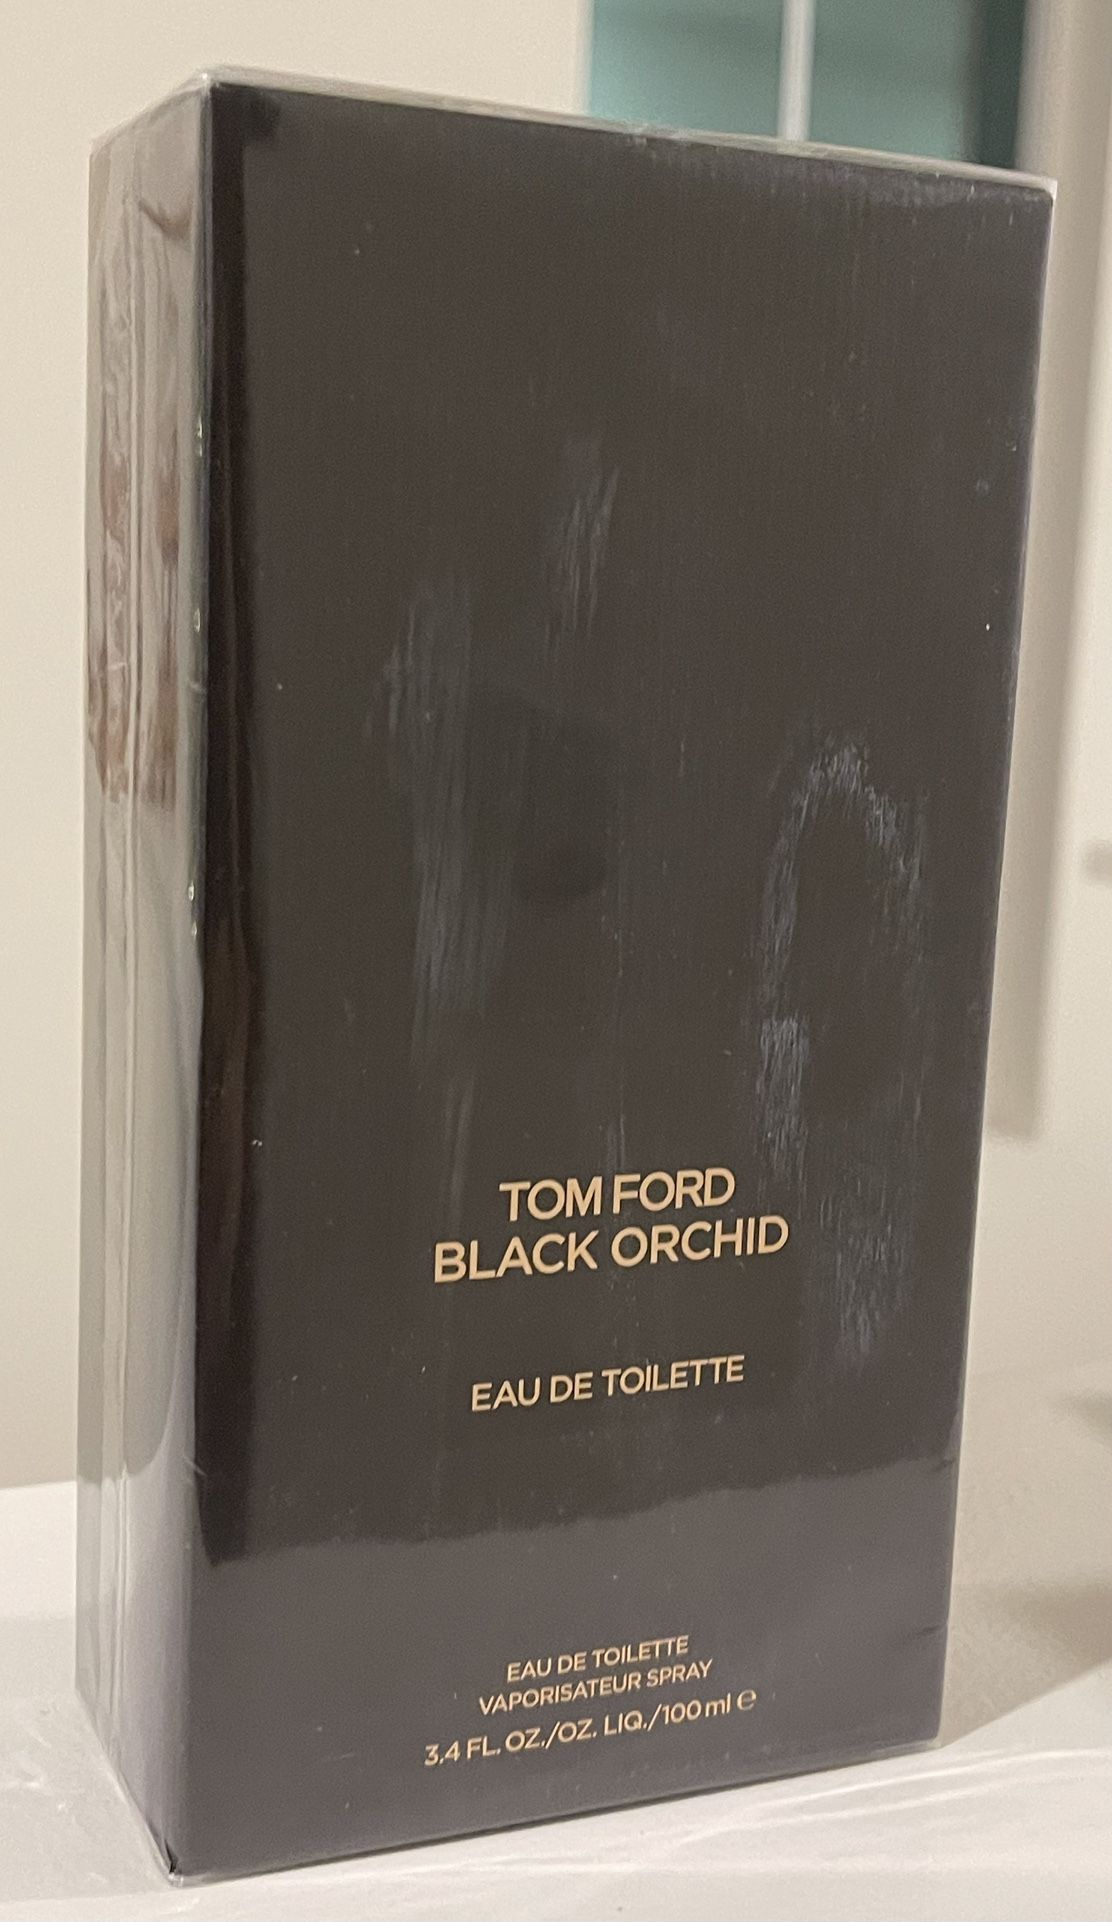 TOM FORD
BLACK ORCHID
EAU DE TOILETTE
EAU DE TOILETTE
VAPORISATEUR SPRAY
3.4 FL. OZ./OZ. LIQ./100 ml ℮